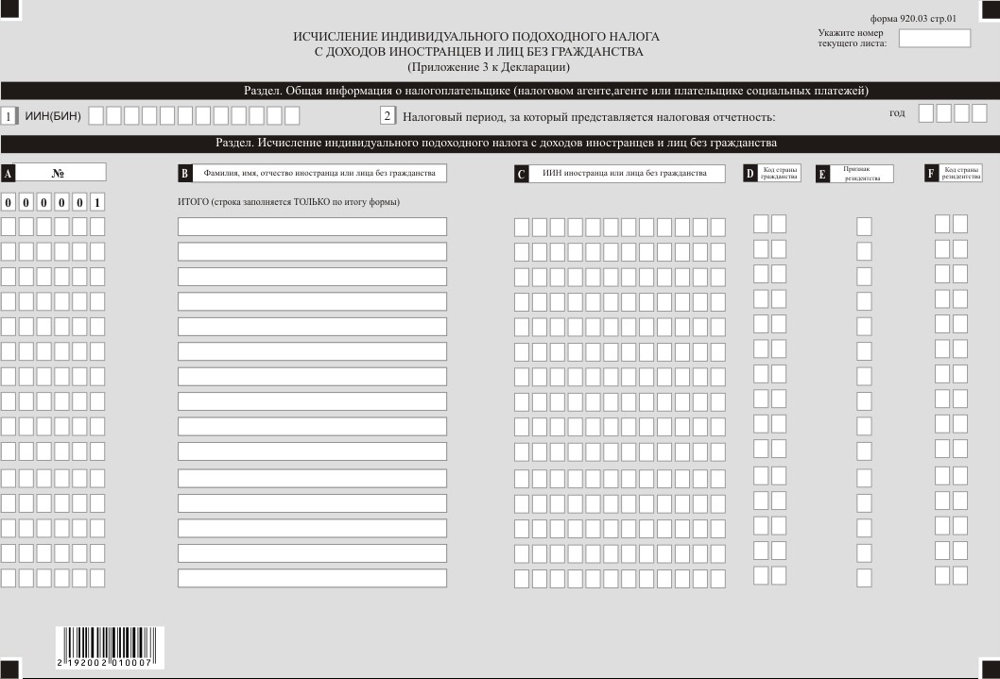 форма 920.03 стр.01
ИСЧИСЛЕНИЕ ИНДИВИДУАЛЬНОГО ПОДОХОДНОГО НАЛОГА
С ДОХОДОВ ИНОСТРАНЦЕВ И ЛИЦ БЕЗ ГРАЖДАНСТВА
(Приложение 3 к Декларации)
Укажите номер
текущего листа:
Раздел. Общая информация о налогоплательщике (налоговом агенте,агенте или плательщике социальных платежей)
1 ИИН(БИН)
2 Налоговый период, за который представляется налоговая отчетность:
год
Раздел. Исчисление индивидуального подоходного налога с доходов иностранцев и лиц без гражданства
A №
B Фамилия, имя, отчество иностранца или лица без гражданства
C ИИН иностранца или лица без гражданства
D Код страны
гражданства
E Признак
резидентства
F Код страны
резидентства
0 0 0 0 0 1
ИТОГО (строка заполняется ТОЛЬКО по итогу формы)
2 192002 010007